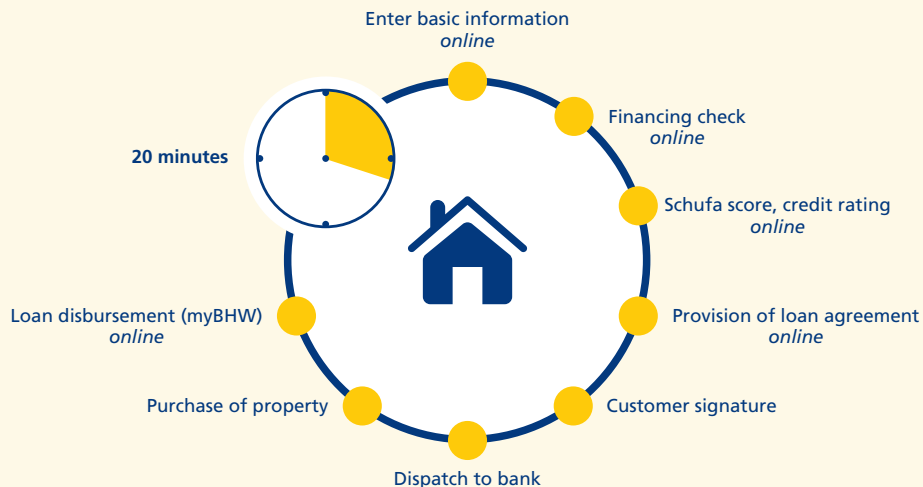 Enter basic information
online
Financing check
online
20 minutes
Schufa score, credit rating
online
Loan disbursement (myBHW)
online
Provision of loan agreement
online
Purchase of property
Customer signature
Dispatch to bank